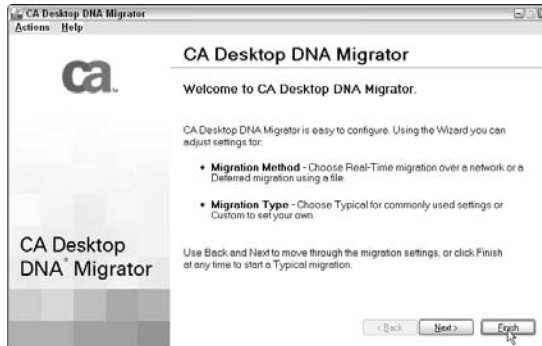 CA Desktop DNA Migrator
Actions Help
ca
CA Desktop DNA Migrator
CA Desktop DNA Migrator
Welcome to CA Desktop DNA Migrator.
CA Desktop DNA Migrator is easy to configure. Using the Wizard you can
adjust settings for:
• Migration Method - Choose Real-Time migration over a network or a
Deferred migration using a file.
• Migration Type - Choose Typical for commonly used settings or
Custom to set your own.
Use Back and Next to move through the migration settings, or click Finish
at any time to start a Typical migration.
< Back Next > Finish